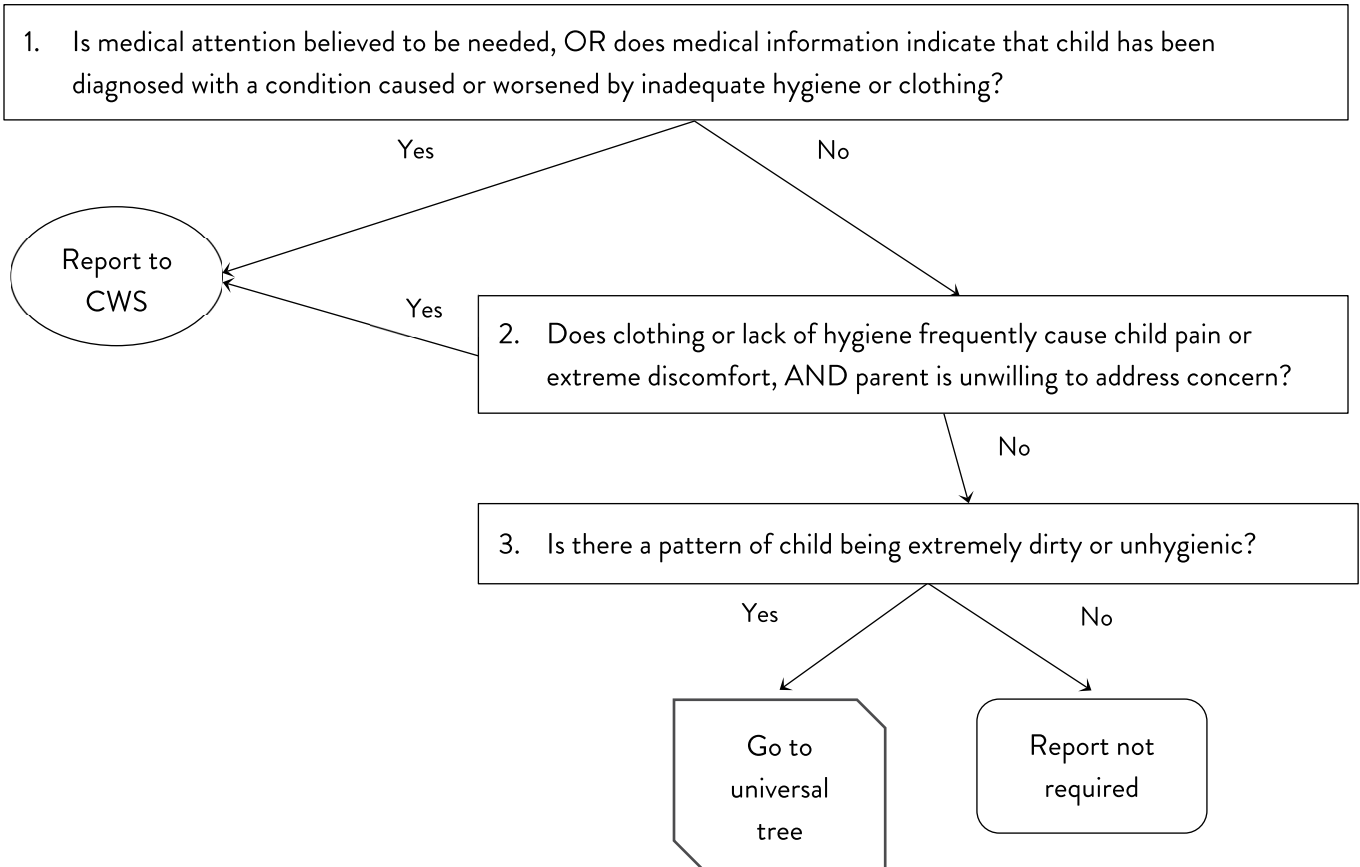 1. Is medical attention believed to be needed, OR does medical information indicate that child has been
diagnosed with a condition caused or worsened by inadequate hygiene or clothing?
Yes
No
Report to
CWS
Yes
2. Does clothing or lack of hygiene frequently cause child pain or
extreme discomfort, AND parent is unwilling to address concern?
No
3. Is there a pattern of child being extremely dirty or unhygienic?
Yes
No
Go to
universal
tree
Report not
required